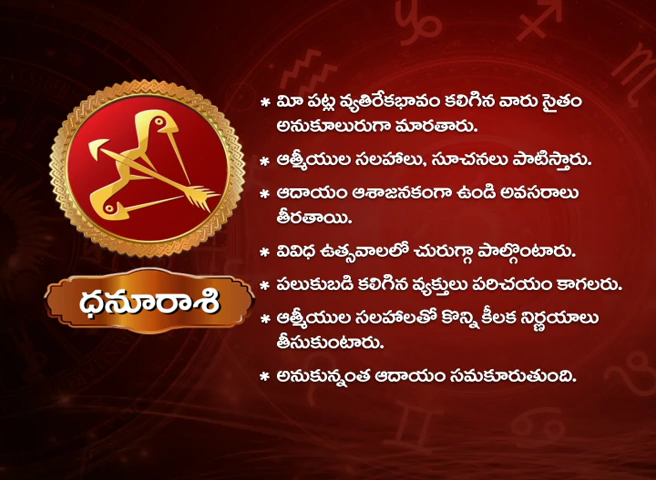 * మీ పట్ల వ్యతిరేకభావం కలిగిన వారు సైతం
అనుకూలురుగా మారతారు.
* ఆత్మీయుల సలహాలు, సూచనలు పాటిస్తారు.
* ఆదాయం ఆశాజనకంగా ఉండి అవసరాలు
తీరతాయి.
* వివిధ ఉత్సవాలలో చురుగ్గా పాల్గొంటారు.
* పలుకుబడి కలిగిన వ్యక్తులు పరిచయం కాగలరు.
* ఆత్మీయుల సలహాలతో కొన్ని కీలక నిర్ణయాలు
తీసుకుంటారు.
* అనుకున్నంత ఆదాయం సమకూరుతుంది.
ధనూరాశి